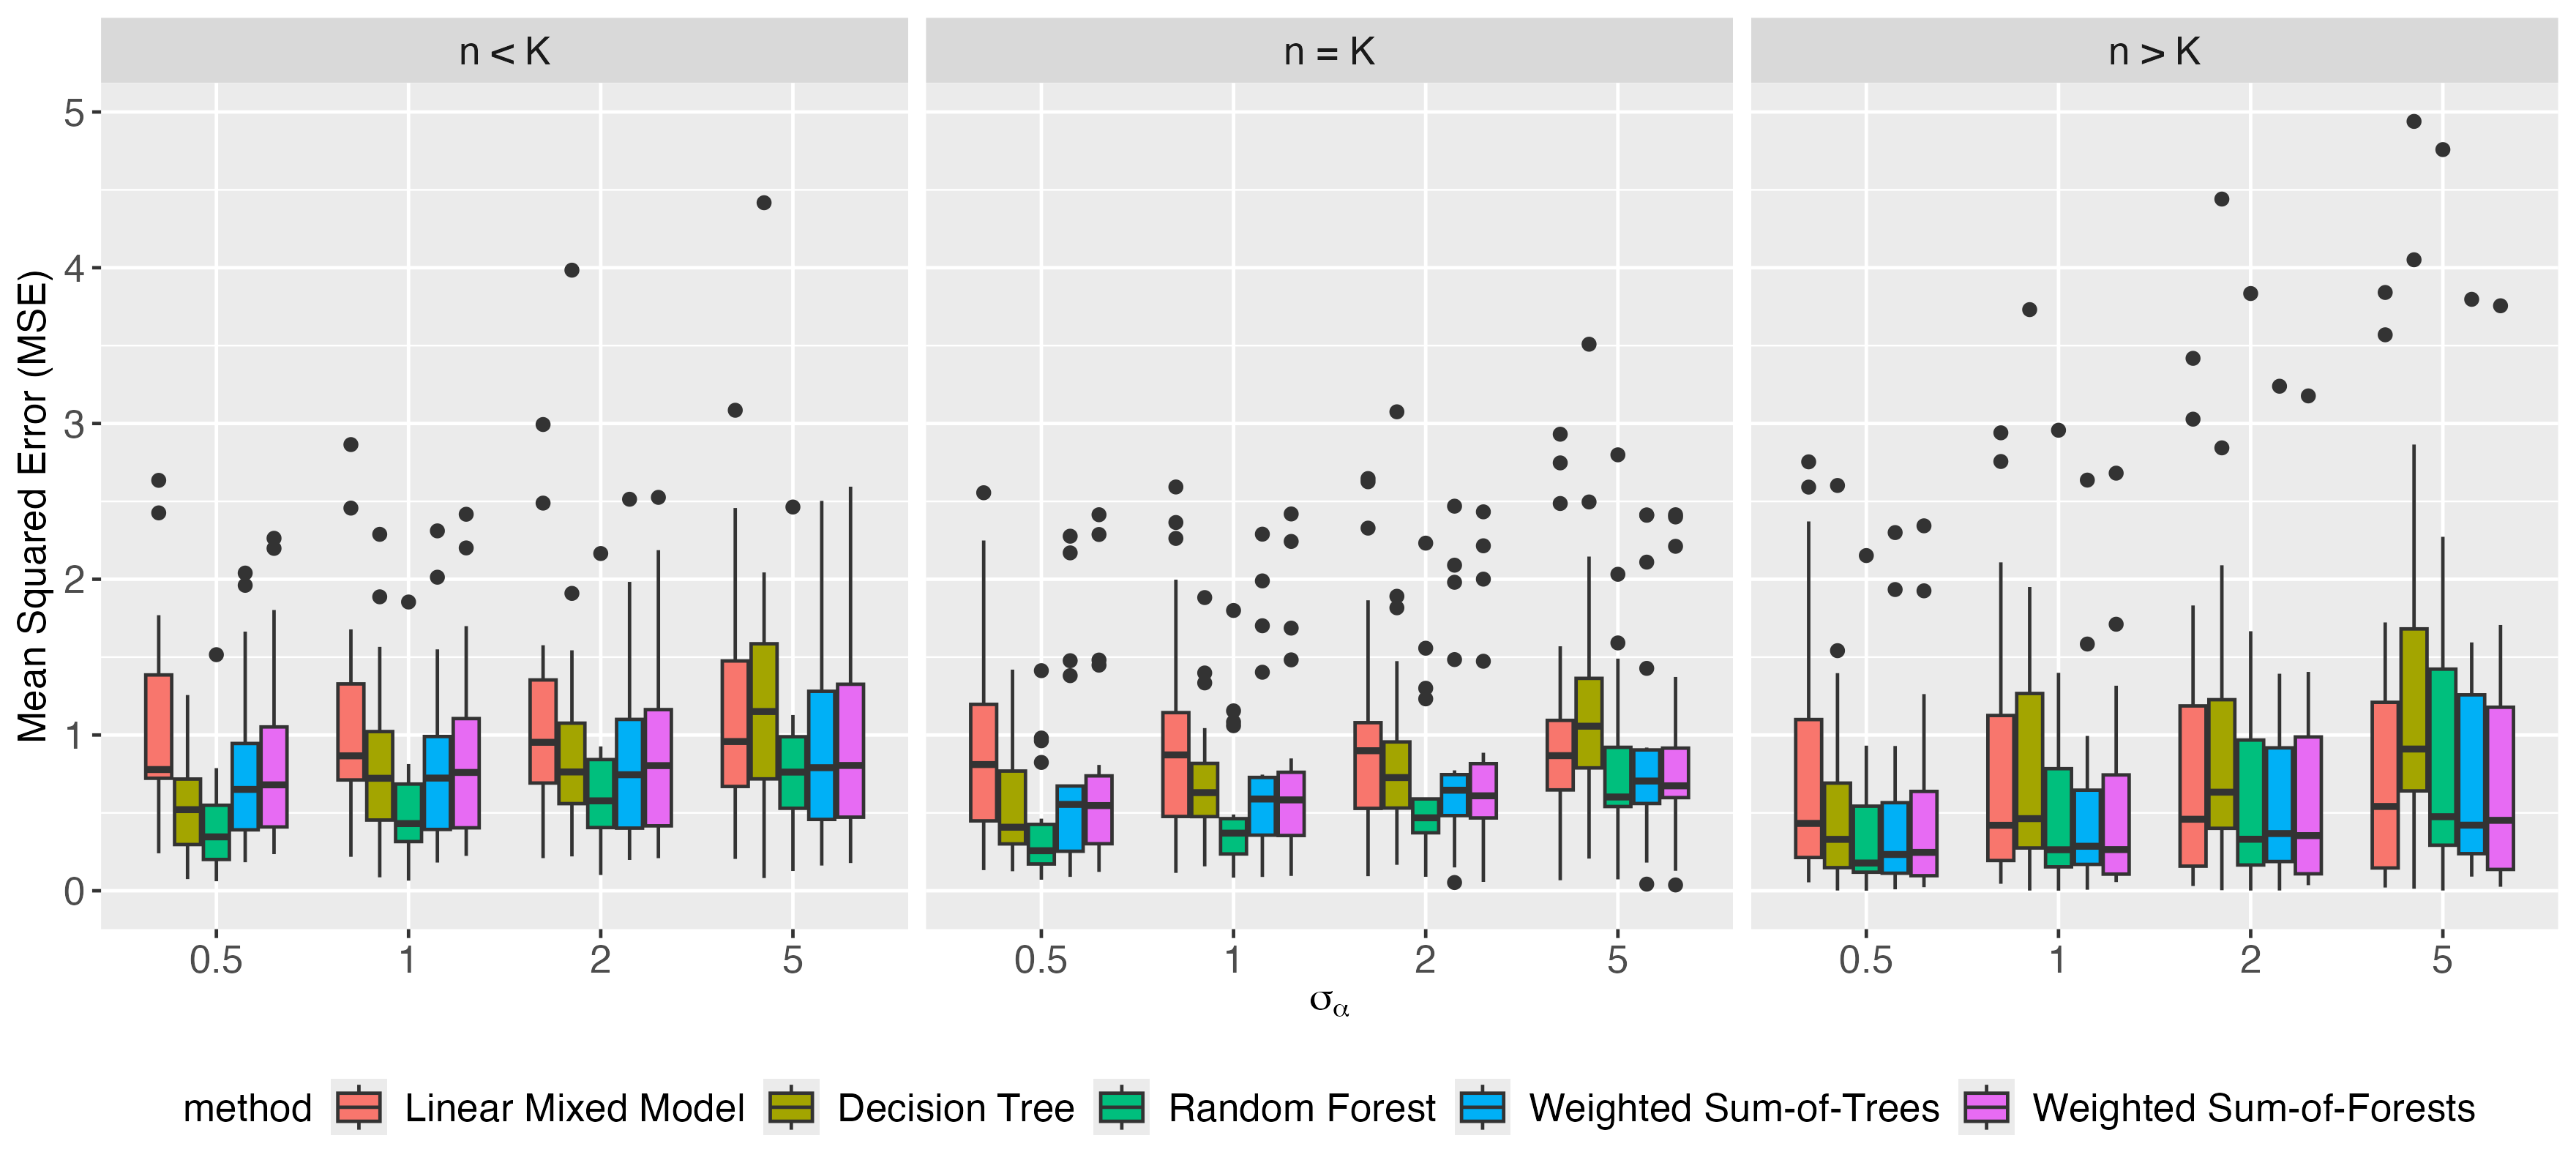 n < K
n = K
n > K
5
4
3
2
1
0
Mean Squared Error (MSE)
0.5 1 2 5
0.5 1 2 5
0.5 1 2 5
σα
method Linear Mixed Model Decision Tree Random Forest Weighted Sum-of-Trees Weighted Sum-of-Forests